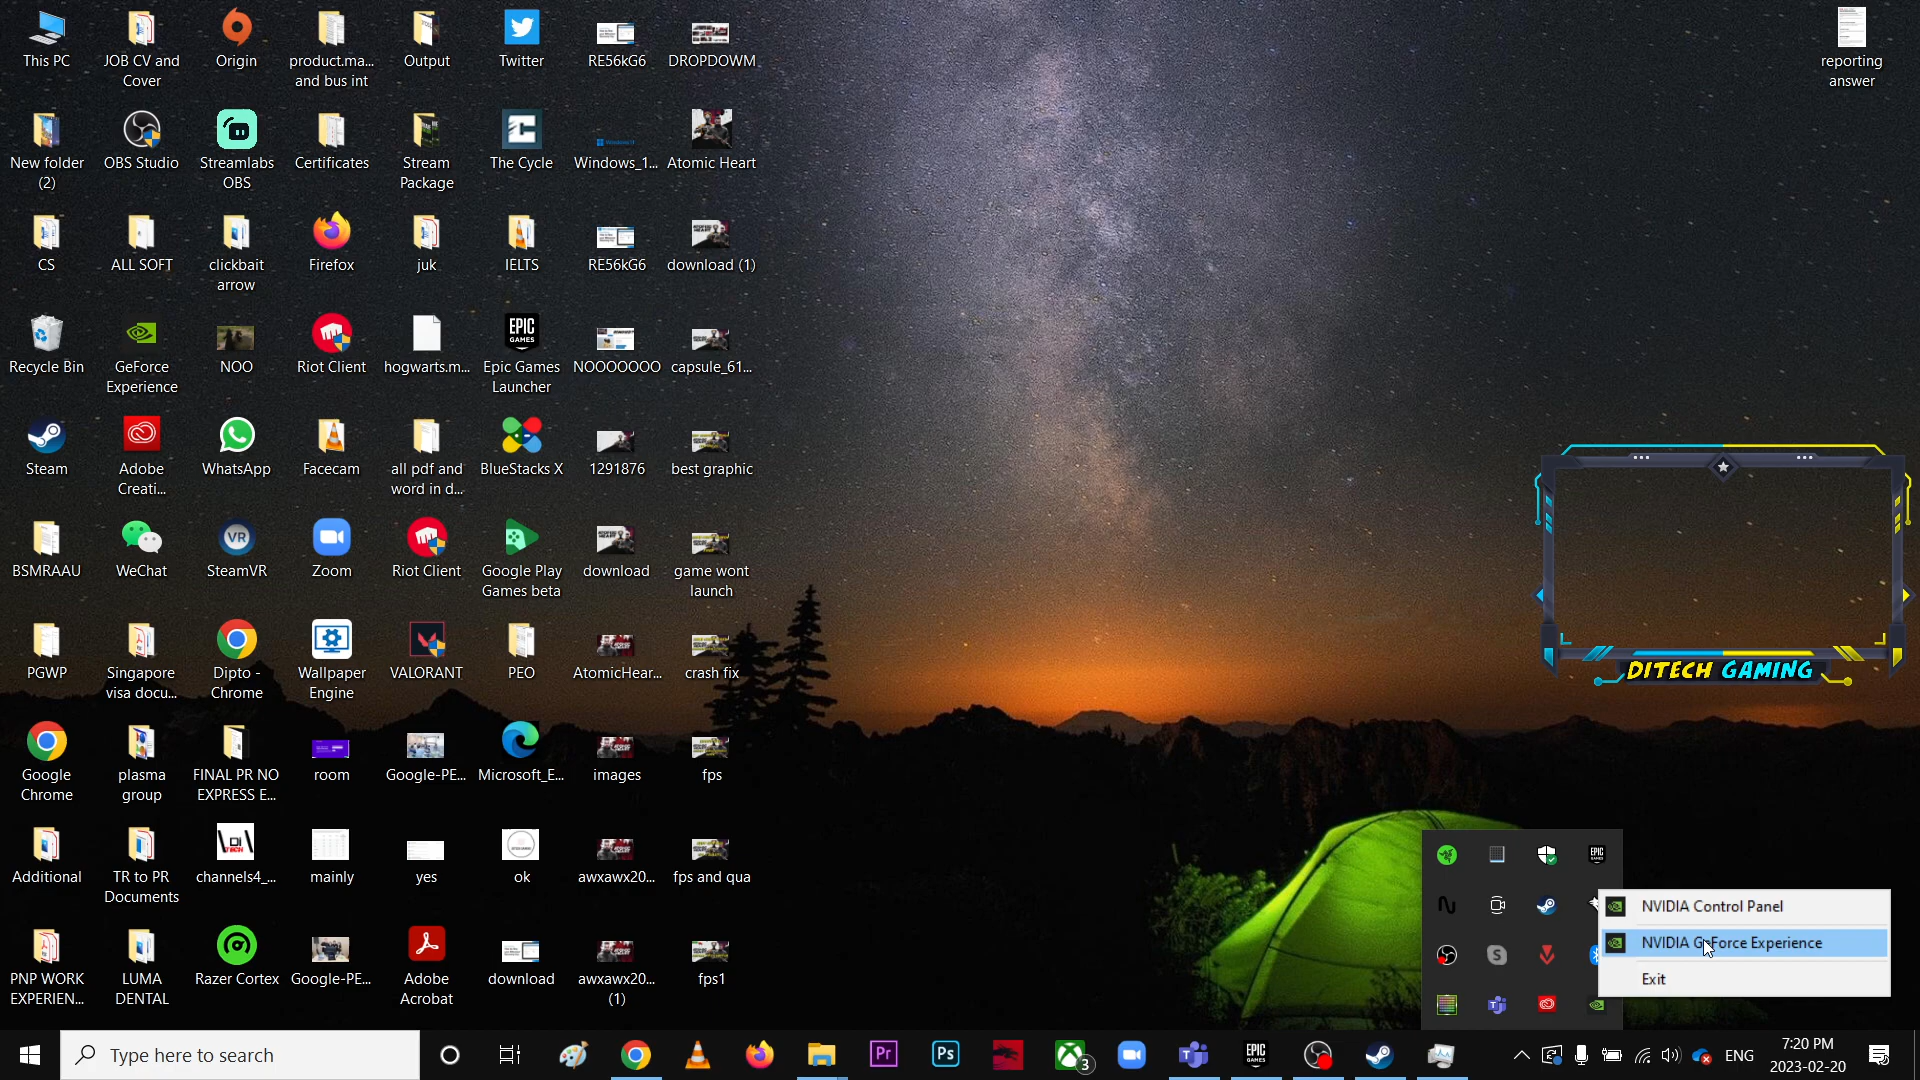 This PC
JOB CV and
Cover
Origin
product.ma...
and bus int
Output
Twitter
RE56kG6
DROPDOWM
reporting
answer
New folder
(2)
OBS Studio
Streamlabs
OBS
Certificates
Stream
Package
The Cycle
Windows_1...
Atomic Heart
CS
ALL SOFT
clickbait
arrow
Firefox
juk
IELTS
RE56kG6
download (1)
Recycle Bin
GeForce
Experience
NOO
Riot Client
hogwarts.m...
EPIC
GAMES
Epic Games
Launcher
NOOOOOOO
capsule_61...
Steam
Adobe
Creati...
WhatsApp
Facecam
all pdf and
word in d...
BlueStacks X
1291876
best graphic
BSMRAAU
WeChat
VR
SteamVR
Zoom
Riot Client
Google Play
Games beta
download
game wont
launch
PGWP
Singapore
visa docu...
Dipto -
Chrome
Wallpaper
Engine
VALORANT
PEO
AtomicHear...
crash fix
DITECH GAMING
Google
Chrome
plasma
group
FINAL PR NO
EXPRESS E...
room
Google-PE...
Microsoft_E...
images
fps
Additional
TR to PR
Documents
channels4_...
mainly
yes
ok
awxawx20...
fps and qua
PNP WORK
EXPERIEN...
LUMA
DENTAL
Razer Cortex
Google-PE...
Adobe
Acrobat
download
awxawx20...
(1)
fps1
NVIDIA Control Panel
NVIDIA GeForce Experience
Exit
Type here to search
Pr
Ps
3
EPIC
GAMES
ENG
7:20 PM
2023-02-20